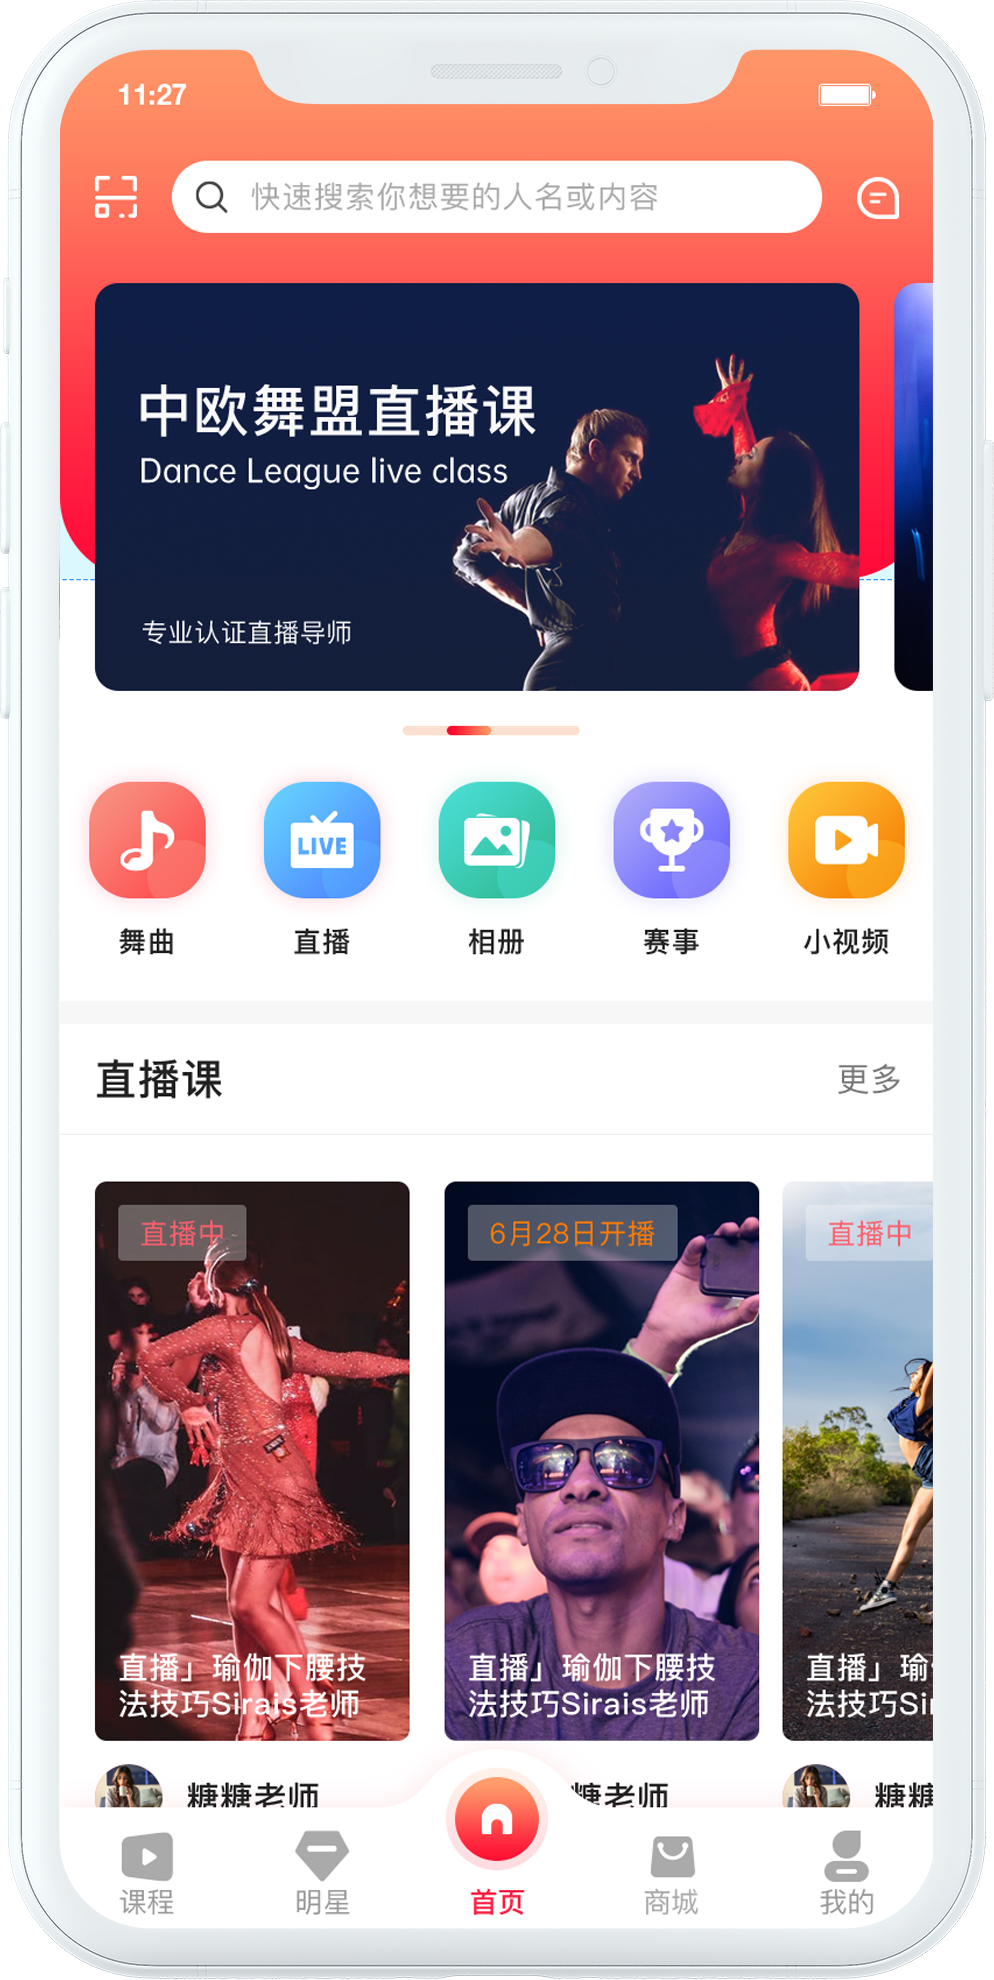 11:27
快速搜索你想要的人名或内容
中欧舞盟直播课
Dance League live class
专业认证直播导师
LIVE
舞曲
直播
相册
赛事
小视频
直播课
更多
直播中
6月28日开播
直播中
直播」瑜伽下腰技
法技巧Sirais老师
直播」瑜伽下腰技
法技巧Sirais老师
直播」瑜
法技巧Si
糖糖老师
糖老师
糖糖
课程
明星
首页
商城
我的